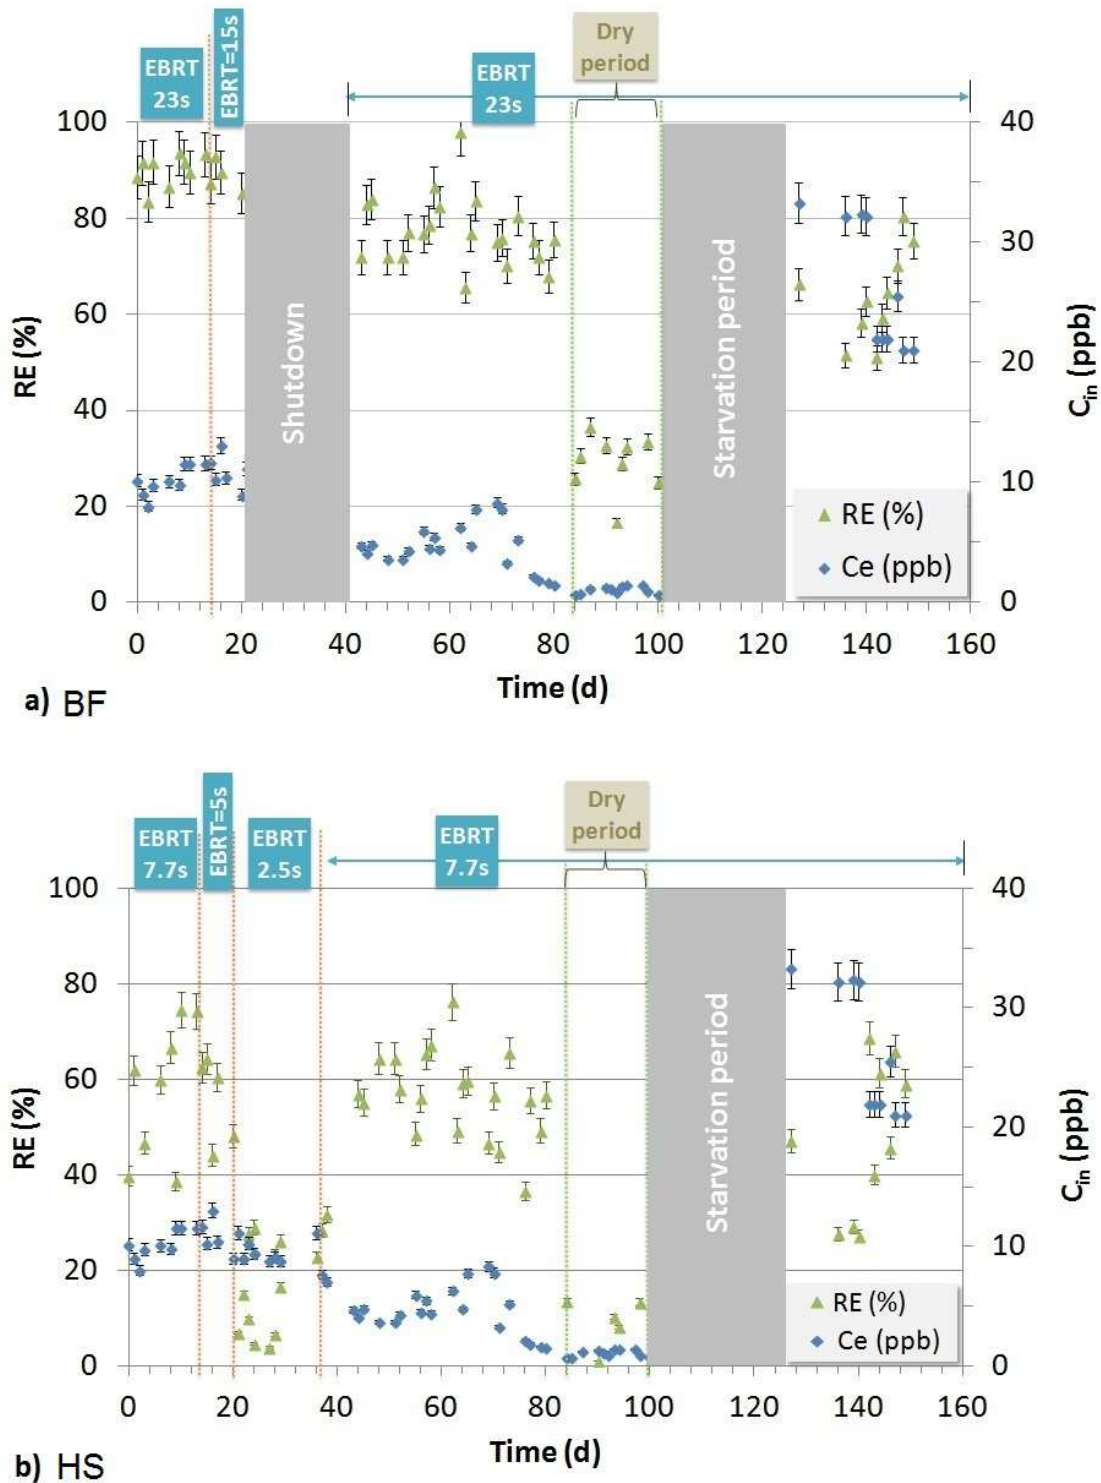 EBRT
23s
EBRT=15s
EBRT
23s
Dry
period
100
80
60
40
20
0
RE (%)
40
30
20
10
0
C_in (ppb)
Shutdown
Starvation period
RE (%)
Ce (ppb)
0 20 40 60 80 100 120 140 160
Time (d)
a) BF
EBRT
7.7s
EBRT=5s
EBRT
2.5s
EBRT
7.7s
Dry
period
100
80
60
40
20
0
RE (%)
40
30
20
10
0
C_in (ppb)
Starvation period
RE (%)
Ce (ppb)
0 20 40 60 80 100 120 140 160
Time (d)
b) HS